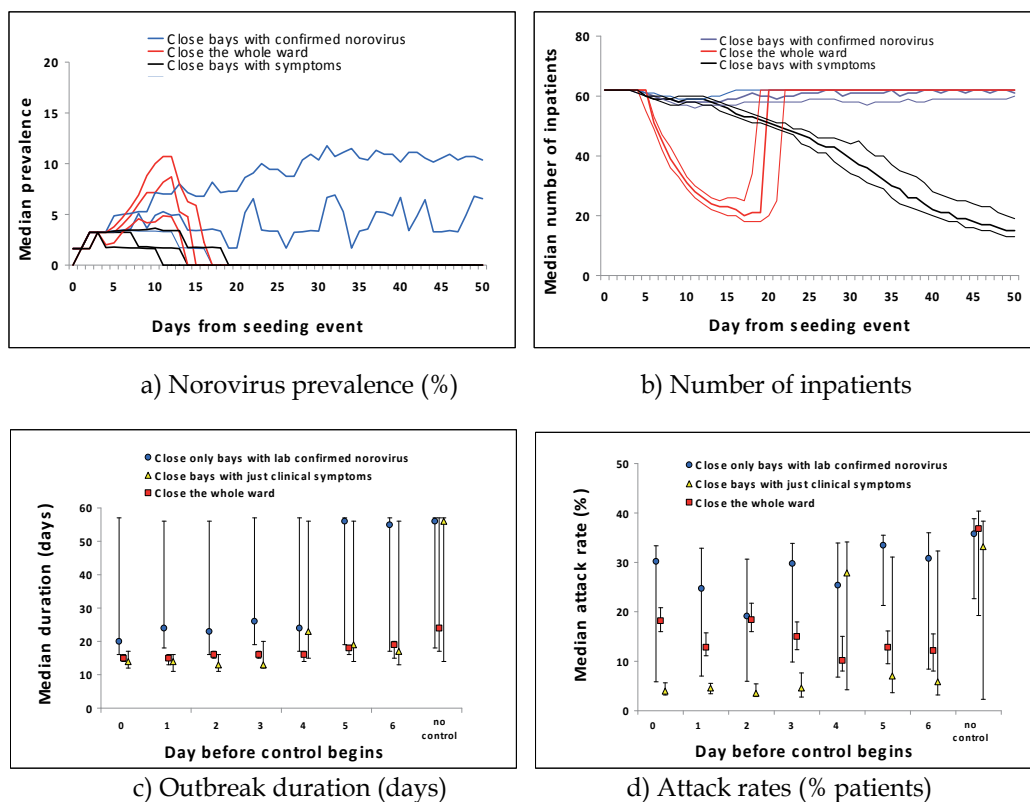 Close bays with confirmed norovirus
Close the whole ward
Close bays with symptoms
Median prevalence
20
15
10
5
0
0 5 10 15 20 25 30 35 40 45 50
Days from seeding event
a) Norovirus prevalence (%)
Close bays with confirmed norovirus
Close the whole ward
Close bays with symptoms
Median number of inpatients
80
60
40
20
0
0 5 10 15 20 25 30 35 40 45 50
Day from seeding event
b) Number of inpatients
Close only bays with lab confirmed norovirus
Close bays with just clinical symptoms
Close the whole ward
Median duration (days)
60
50
40
30
20
10
0
0 1 2 3 4 5 6 no
control
Day before control begins
c) Outbreak duration (days)
Close only bays with lab confirmed norovirus
Close bays with just clinical symptoms
Close the whole ward
Median attack rate (%)
50
40
30
20
10
0
0 1 2 3 4 5 6 no
control
Day before control begins
d) Attack rates (% patients)